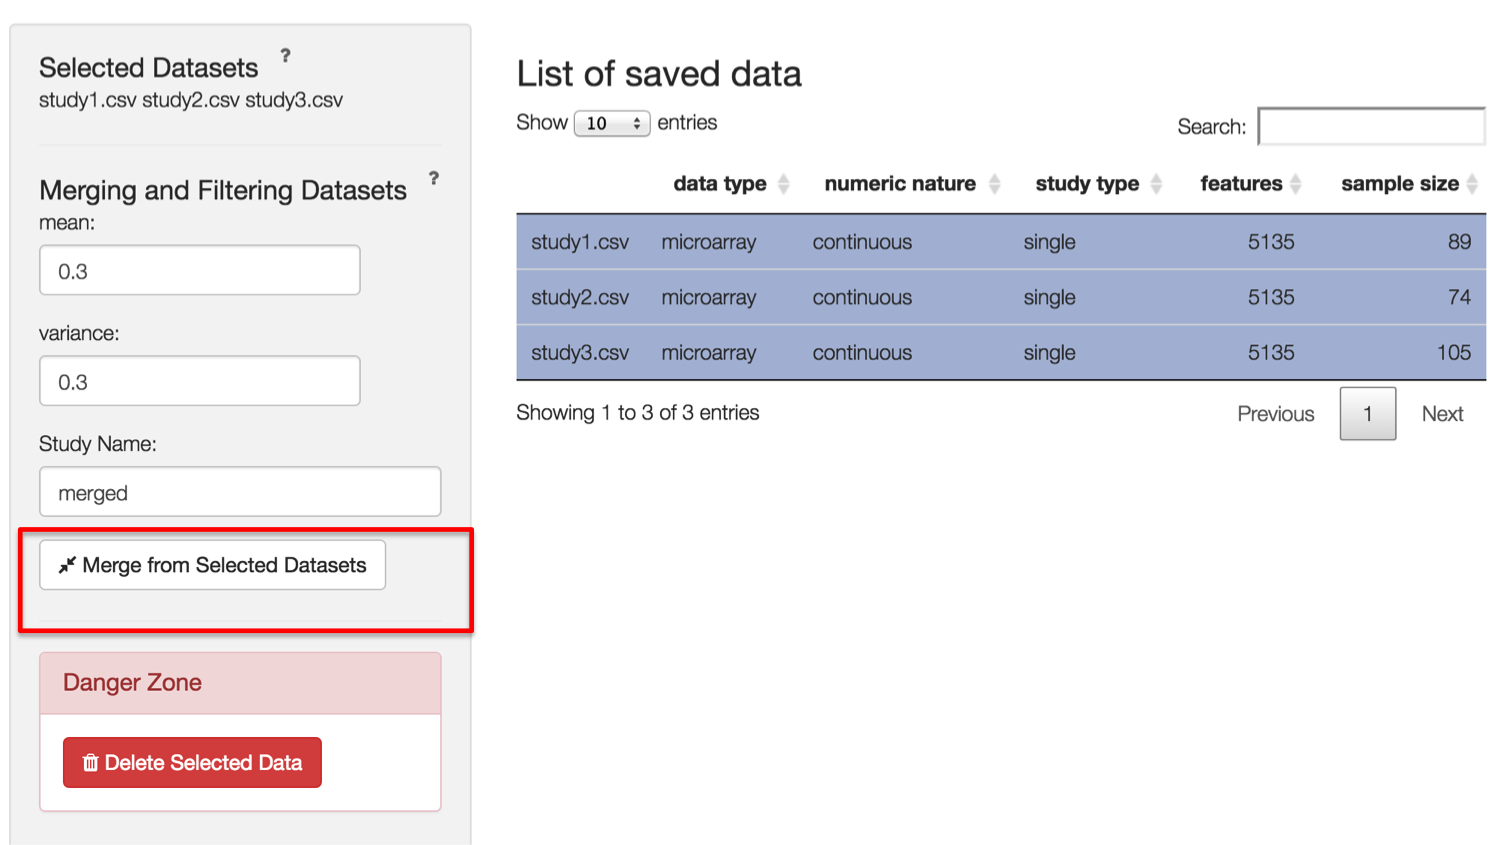 Selected Datasets ?
study1.csv study2.csv study3.csv
Merging and Filtering Datasets ?
mean:
0.3
variance:
0.3
Study Name:
merged
Merge from Selected Datasets
Danger Zone
Delete Selected Data
List of saved data
Show 10 entries
Search:
data type numeric nature study type features sample size
study1.csv microarray continuous single 5135 89
study2.csv microarray continuous single 5135 74
study3.csv microarray continuous single 5135 105
Showing 1 to 3 of 3 entries
Previous 1 Next